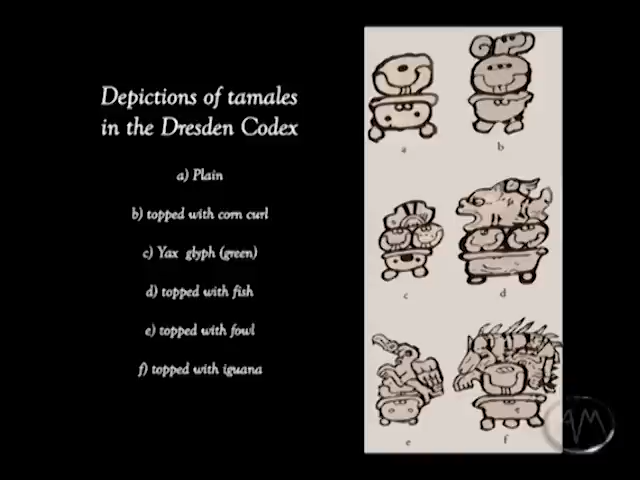 Depictions of tamales
in the Dresden Codex
a) Plain
b) topped with corn curl
c) Yax glyph (green)
d) topped with fish
e) topped with fowl
f) topped with iguana
a
b
c
d
e
f
AM